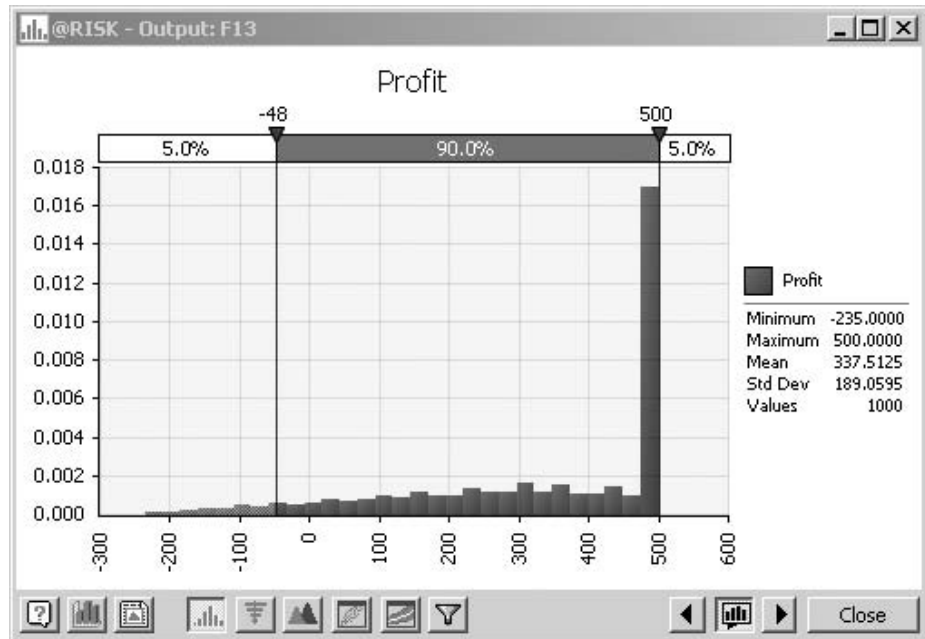 @RISK - Output: F13
Profit
-48 500
5.0% 90.0% 5.0%
0.018
0.016
0.014
0.012
0.010
0.008
0.006
0.004
0.002
0.000
-300 -200 -100 0 100 200 300 400 500 600
Profit
Minimum -235.0000
Maximum 500.0000
Mean 337.5125
Std Dev 189.0595
Values 1000
Close